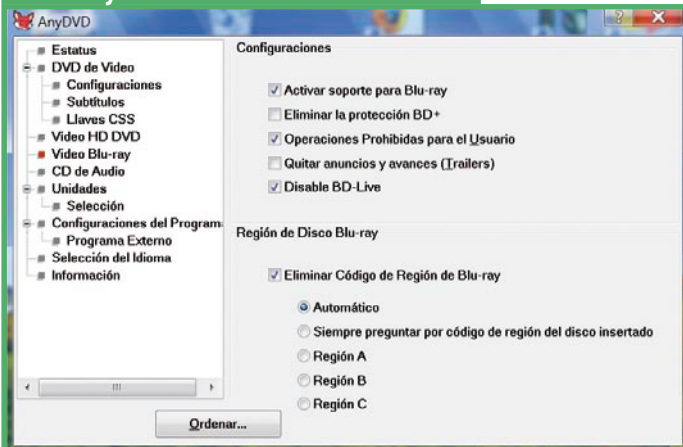 AnyDVD
Estatus
DVD de Video
Configuraciones
Subtítulos
Llaves CSS
Video HD DVD
Video Blu-ray
CD de Audio
Unidades
Selección
Configuraciones del Program
Programa Externo
Selección del Idioma
Información
Ordenar...
Configuraciones
Activar soporte para Blu-ray
Eliminar la protección BD+
Operaciones Prohibidas para el Usuario
Quitar anuncios y avances (Trailers)
Disable BD-Live
Región de Disco Blu-ray
Eliminar Código de Región de Blu-ray
Automático
Siempre preguntar por código de región del disco insertado
Región A
Región B
Región C